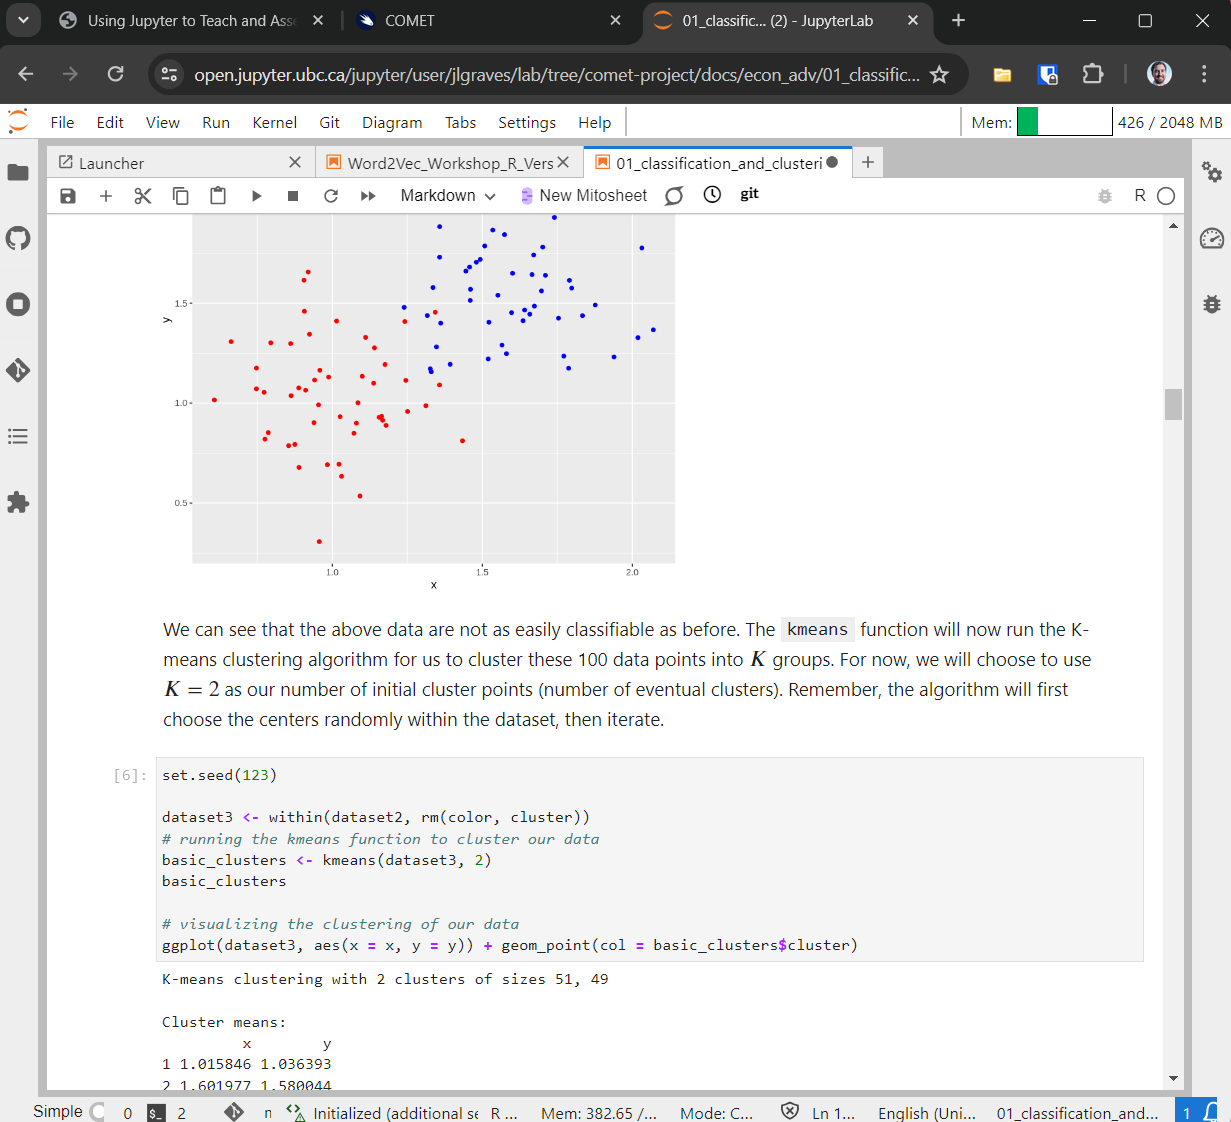 Using Jupyter to Teach and Asse
COMET
01_classific... (2) - JupyterLab
open.jupyter.ubc.ca/jupyter/user/jlgraves/lab/tree/comet-project/docs/econ_adv/01_classific...
File Edit View Run Kernel Git Diagram Tabs Settings Help
Mem: 426 / 2048 MB
Launcher
Word2Vec_Workshop_R_Vers
01_classification_and_clusteri
Markdown
New Mitosheet
git
R
1.5
y
1.0
0.5
1.0 1.5 2.0
x
We can see that the above data are not as easily classifiable as before. The kmeans function will now run the K-
means clustering algorithm for us to cluster these 100 data points into K groups. For now, we will choose to use
K = 2 as our number of initial cluster points (number of eventual clusters). Remember, the algorithm will first
choose the centers randomly within the dataset, then iterate.
[6]:
set.seed(123)
dataset3 <- within(dataset2, rm(color, cluster))
# running the kmeans function to cluster our data
basic_clusters <- kmeans(dataset3, 2)
basic_clusters
# visualizing the clustering of our data
ggplot(dataset3, aes(x = x, y = y)) + geom_point(col = basic_clusters$cluster)
K-means clustering with 2 clusters of sizes 51, 49
Cluster means:
x y
1 1.015846 1.036393
2 1.601977 1.580044
Simple 0 $_ 2 Initialized (additional se R ... Mem: 382.65 /... Mode: C... Ln 1... English (Uni... 01_classification_and... 1